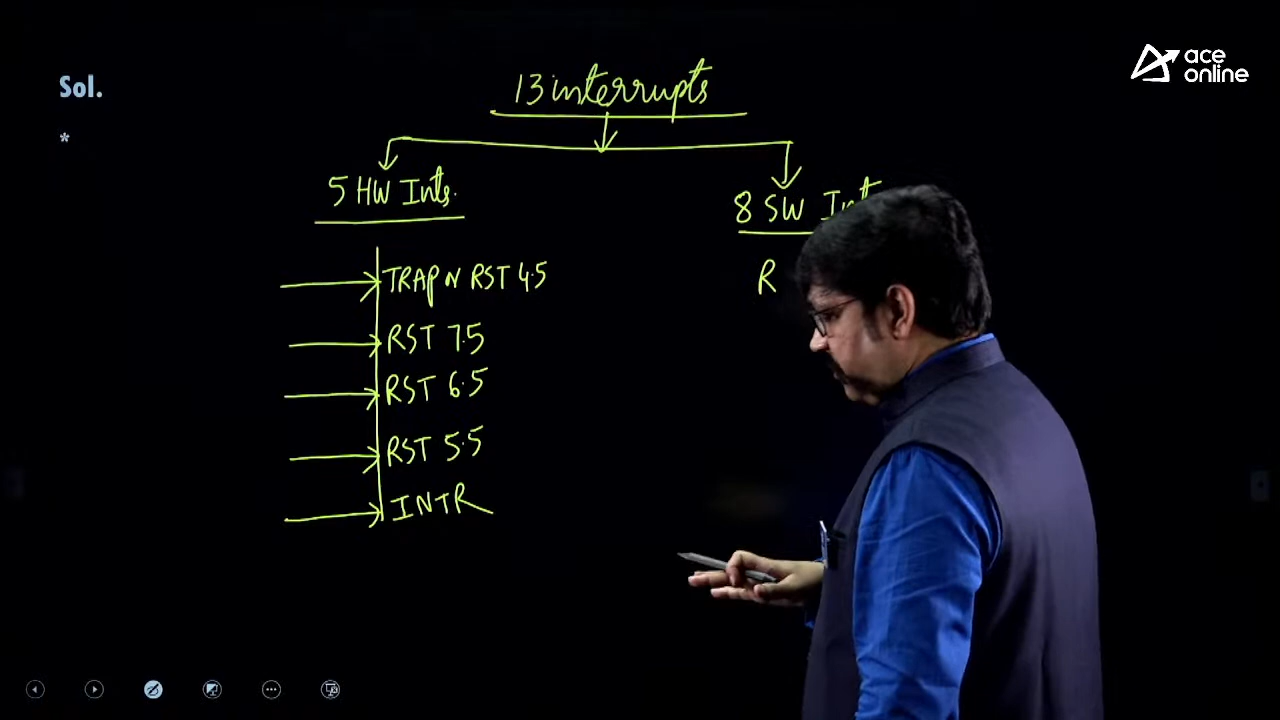 Sol.
*
ace
online
13 interrupts
5 HW Ints.
8 SW Int
TRAP or RST 4.5
RST 7.5
RST 6.5
RST 5.5
INTR
R